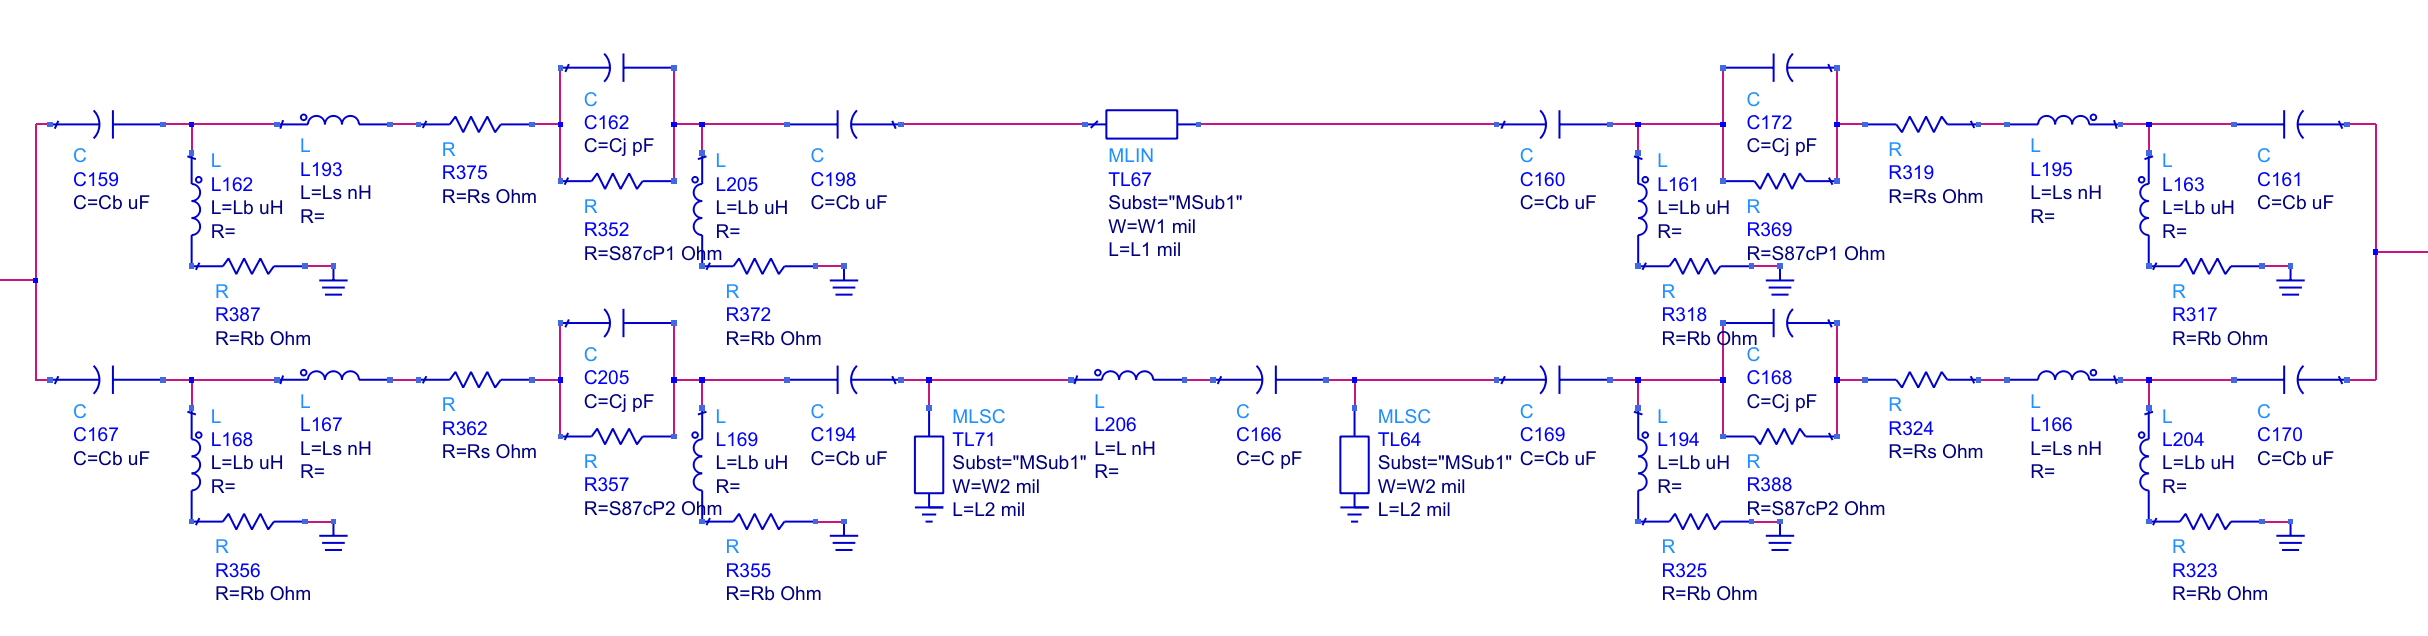 C
C159
C=Cb uF
L
L162
L=Lb uH
R=
L
L193
L=Ls nH
R=
R
R375
R=Rs Ohm
C
C162
C=Cj pF
R
R352
R=S87cP1 Ohm
L
L205
L=Lb uH
R=
C
C198
C=Cb uF
MLIN
TL67
Subst="MSub1"
W=W1 mil
L=L1 mil
C
C160
C=Cb uF
L
L161
L=Lb uH
R=
C
C172
C=Cj pF
R
R369
R=S87cP1 Ohm
R
R319
R=Rs Ohm
L
L195
L=Ls nH
R=
L
L163
L=Lb uH
R=
C
C161
C=Cb uF
R
R387
R=Rb Ohm
R
R372
R=Rb Ohm
R
R318
R=Rb Ohm
R
R317
R=Rb Ohm
C
C167
C=Cb uF
L
L168
L=Lb uH
R=
L
L167
L=Ls nH
R=
R
R362
R=Rs Ohm
C
C205
C=Cj pF
R
R357
R=S87cP2 Ohm
L
L169
L=Lb uH
R=
C
C194
C=Cb uF
MLSC
TL71
Subst="MSub1"
W=W2 mil
L=L2 mil
L
L206
L=L nH
R=
C
C166
C=C pF
MLSC
TL64
Subst="MSub1"
W=W2 mil
L=L2 mil
C
C169
C=Cb uF
L
L194
L=Lb uH
R=
C
C168
C=Cj pF
R
R388
R=S87cP2 Ohm
R
R324
R=Rs Ohm
L
L166
L=Ls nH
R=
L
L204
L=Lb uH
R=
C
C170
C=Cb uF
R
R356
R=Rb Ohm
R
R355
R=Rb Ohm
R
R325
R=Rb Ohm
R
R323
R=Rb Ohm